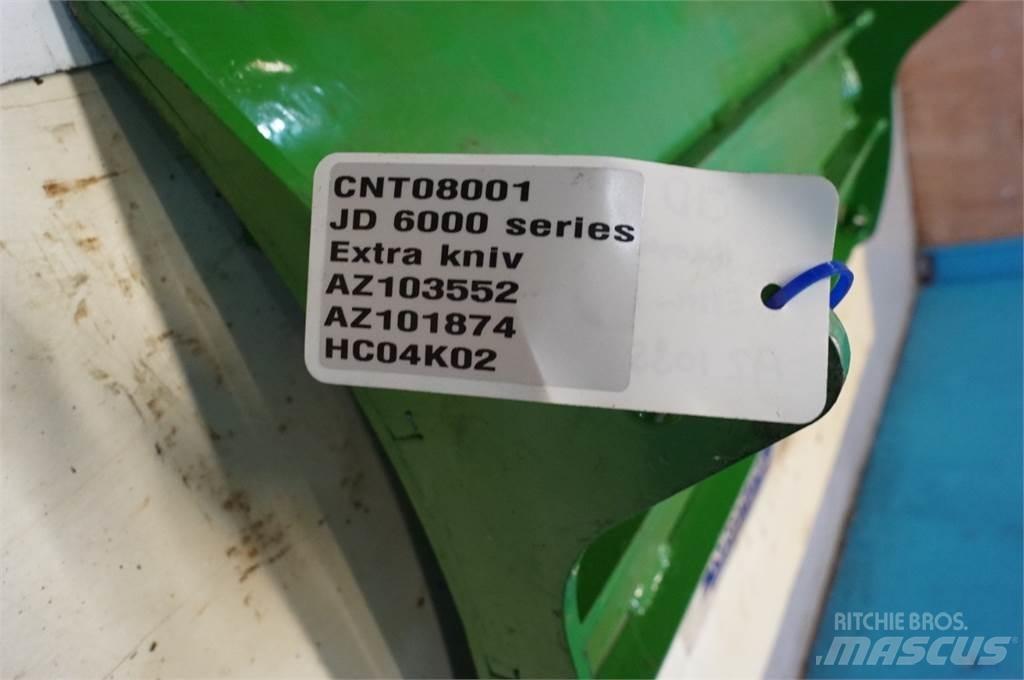 CNT08001
JD 6000 series
Extra kniv
AZ103552
AZ101874
HC04K02
RITCHIE BROS.
MASCUS